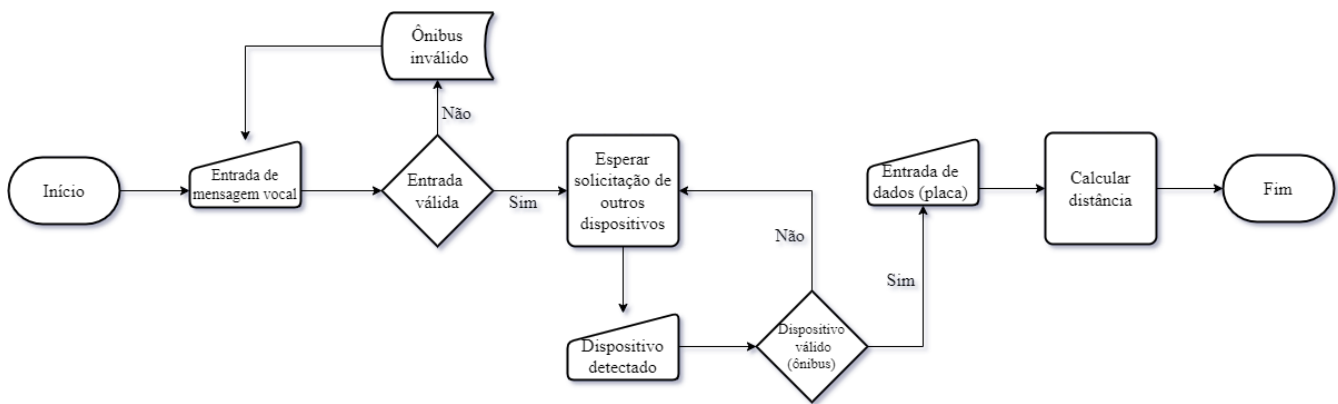 Início
Entrada de
mensagem vocal
Ônibus
inválido
Não
Entrada
válida
Sim
Esperar
solicitação de
outros
dispositivos
Dispositivo
detectado
Dispositivo
válido
(ônibus)
Não
Sim
Entrada de
dados (placa)
Calcular
distância
Fim